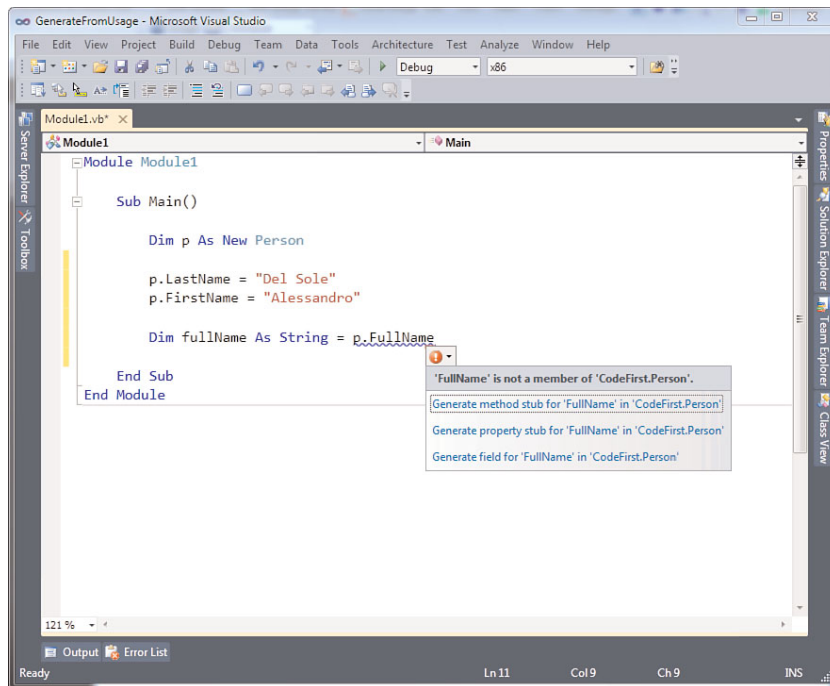 GenerateFromUsage - Microsoft Visual Studio
File Edit View Project Build Debug Team Data Tools Architecture Test Analyze Window Help
Debug x86
Module1.vb*
Module1 Main
Server Explorer
Toolbox
Module Module1
Sub Main()
Dim p As New Person
p.LastName = "Del Sole"
p.FirstName = "Alessandro"
Dim fullName As String = p.FullName
End Sub
End Module
'FullName' is not a member of 'CodeFirst.Person'.
Generate method stub for 'FullName' in 'CodeFirst.Person'
Generate property stub for 'FullName' in 'CodeFirst.Person'
Generate field for 'FullName' in 'CodeFirst.Person'
Properties
Solution Explorer
Team Explorer
Class View
121 %
Output Error List
Ready Ln 11 Col 9 Ch 9 INS